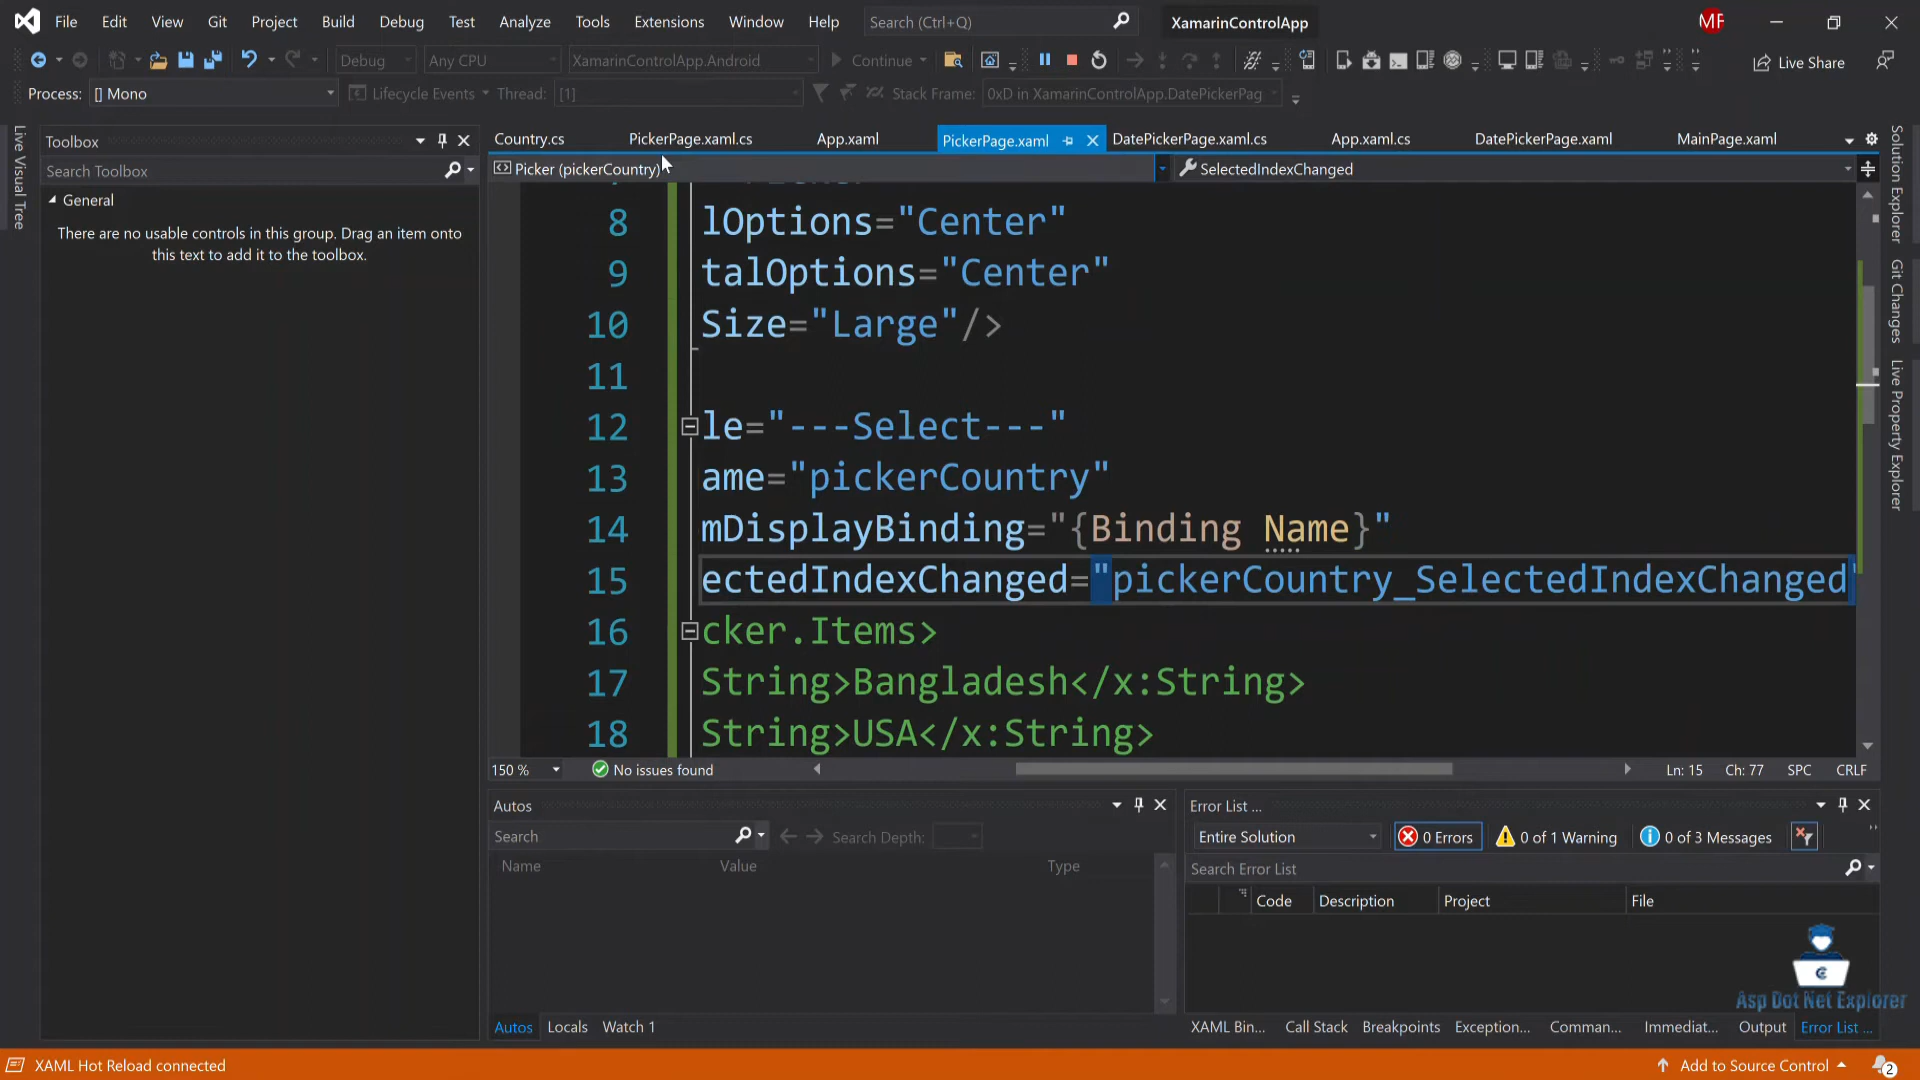 File Edit View Git Project Build Debug Test Analyze Tools Extensions Window Help Search (Ctrl+Q) XamarinControlApp MF
Debug Any CPU XamarinControlApp.Android Continue Live Share
Process: [] Mono Lifecycle Events Thread: [1] Stack Frame: 0xD in XamarinControlApp.DatePickerPag
Live Visual Tree
Toolbox
Search Toolbox
General
There are no usable controls in this group. Drag an item onto
this text to add it to the toolbox.
Country.cs PickerPage.xaml.cs App.xaml PickerPage.xaml DatePickerPage.xaml.cs App.xaml.cs DatePickerPage.xaml MainPage.xaml
Picker (pickerCountry) SelectedIndexChanged
8 lOptions="Center"
9 talOptions="Center"
10 Size="Large"/>
11
12 le="---Select---"
13 ame="pickerCountry"
14 mDisplayBinding="{Binding Name}"
15 ectedIndexChanged="pickerCountry_SelectedIndexChanged"
16 cker.Items>
17 String>Bangladesh</x:String>
18 String>USA</x:String>
150 % No issues found Ln: 15 Ch: 77 SPC CRLF
Solution Explorer
Git Changes
Live Property Explorer
Autos
Search Search Depth:
Name Value Type
Autos Locals Watch 1
Error List ...
Entire Solution 0 Errors 0 of 1 Warning 0 of 3 Messages
Search Error List
Code Description Project File
Asp Dot Net Explorer
XAML Bin... Call Stack Breakpoints Exception... Comman... Immediat... Output Error List ...
XAML Hot Reload connected Add to Source Control 2